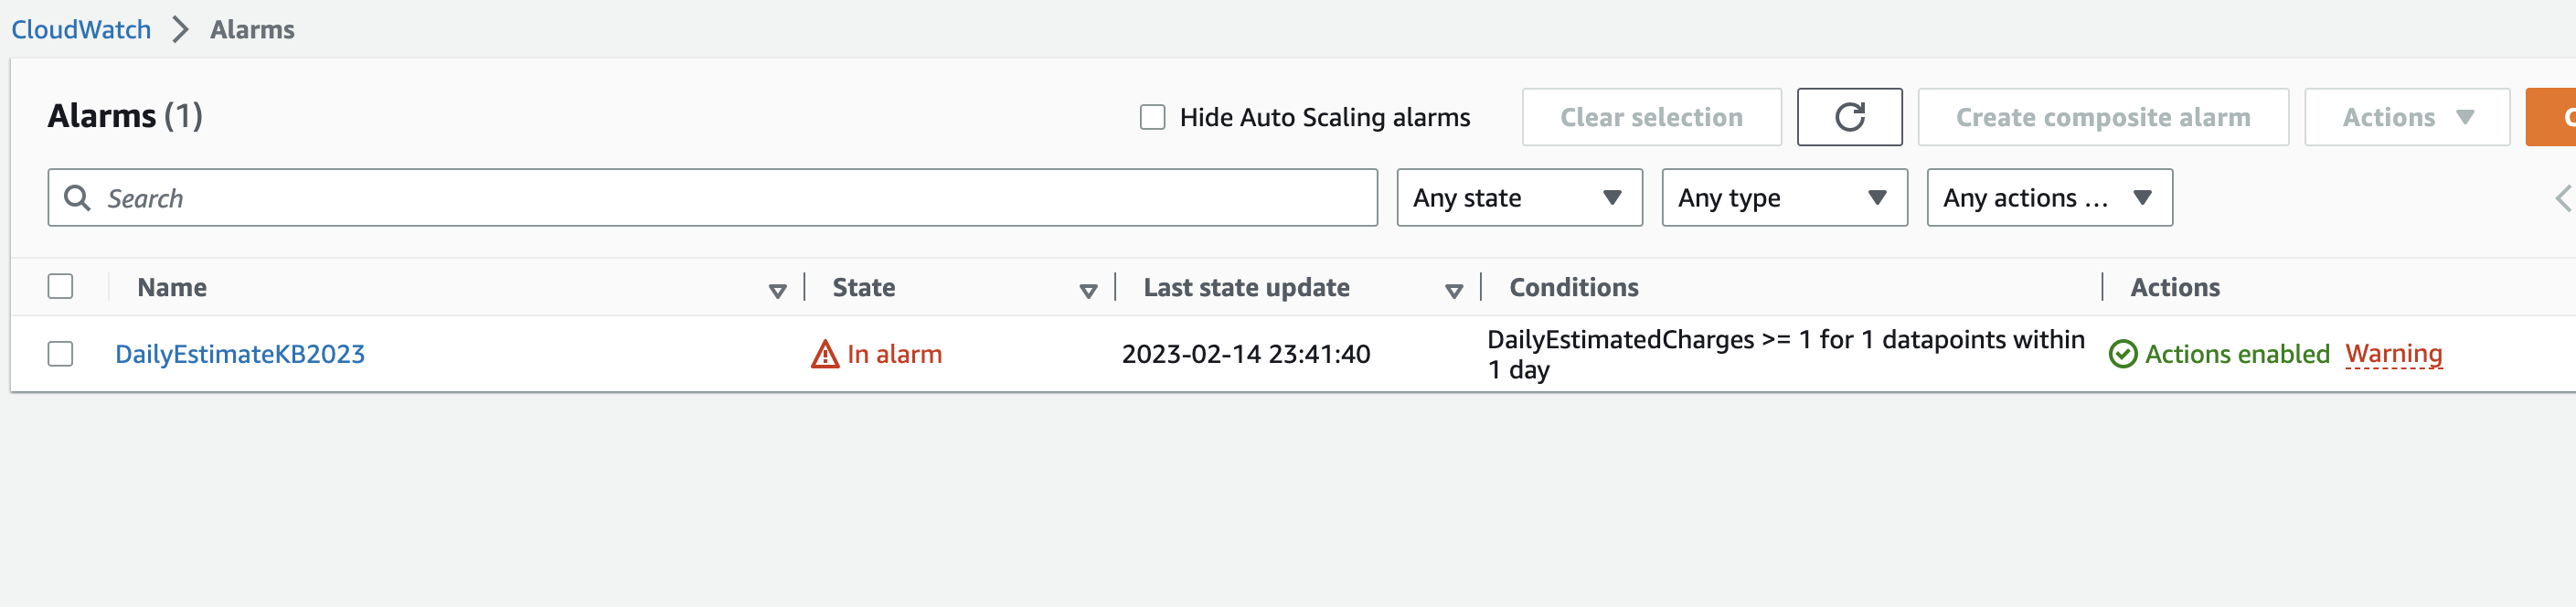 CloudWatch > Alarms
Alarms (1)
Hide Auto Scaling alarms
Clear selection
Create composite alarm
Actions
Search
Any state
Any type
Any actions ...
Name
State
Last state update
Conditions
Actions
DailyEstimateKB2023
In alarm
2023-02-14 23:41:40
DailyEstimatedCharges >= 1 for 1 datapoints within
1 day
Actions enabled
Warning